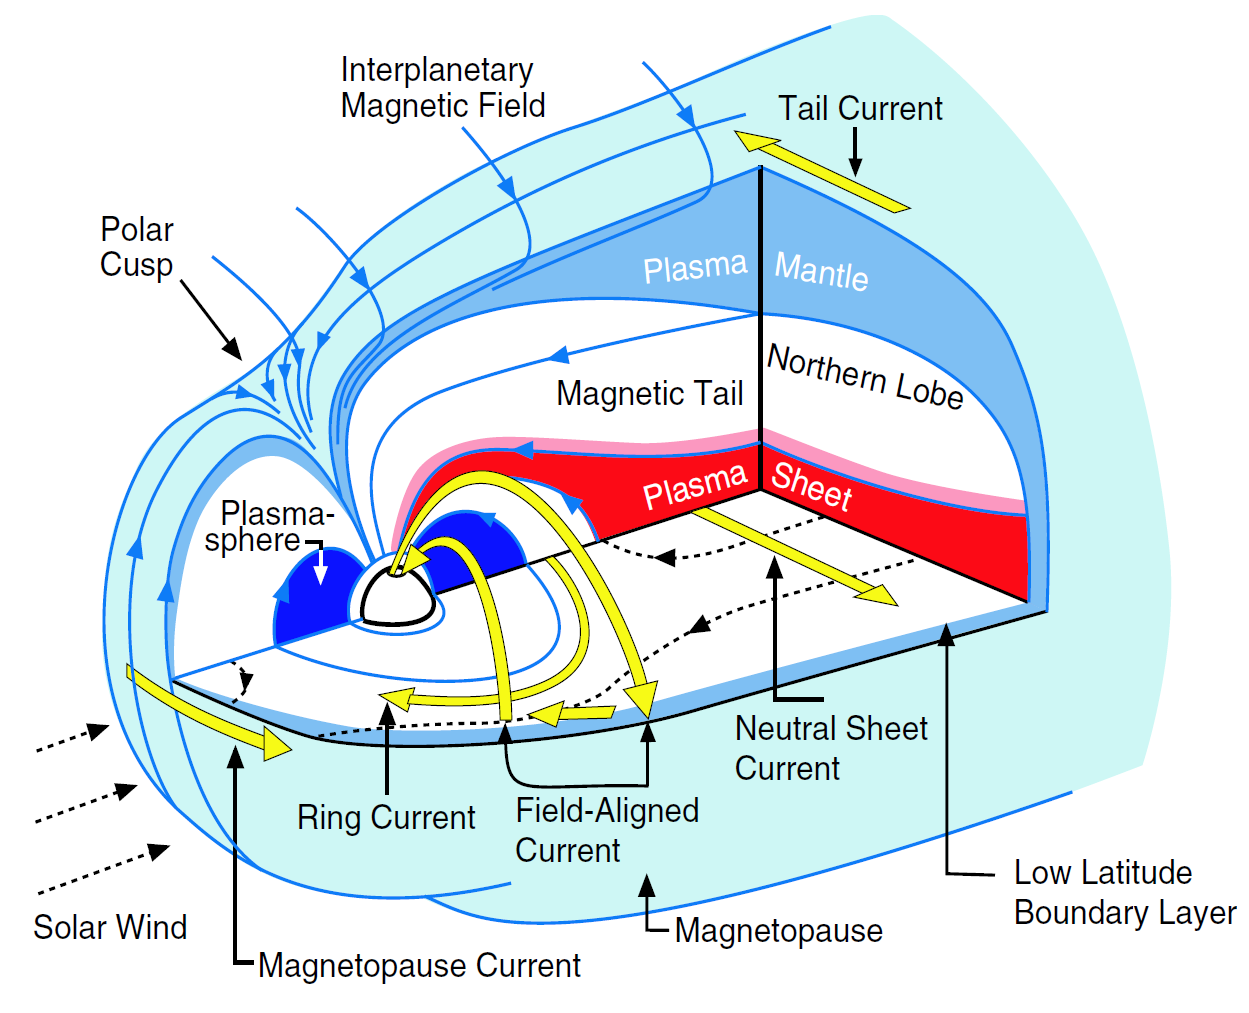 Interplanetary
Magnetic Field
Tail Current
Polar
Cusp
Plasma Mantle
Northern Lobe
Magnetic Tail
Plasma Sheet
Plasma-
sphere
Neutral Sheet
Current
Ring Current
Field-Aligned
Current
Low Latitude
Boundary Layer
Solar Wind
Magnetopause
Magnetopause Current